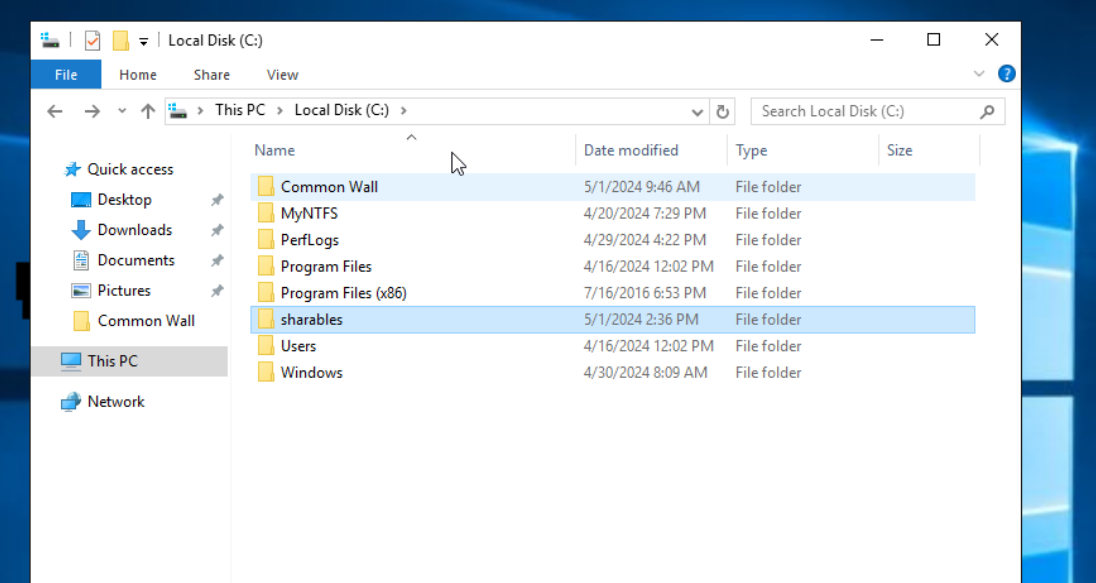 Local Disk (C:)
File Home Share View
This PC > Local Disk (C:) > Search Local Disk (C:)
Name Date modified Type Size
Quick access
Desktop
Downloads
Documents
Pictures
Common Wall
This PC
Network
Common Wall 5/1/2024 9:46 AM File folder
MyNTFS 4/20/2024 7:29 PM File folder
PerfLogs 4/29/2024 4:22 PM File folder
Program Files 4/16/2024 12:02 PM File folder
Program Files (x86) 7/16/2016 6:53 PM File folder
sharables 5/1/2024 2:36 PM File folder
Users 4/16/2024 12:02 PM File folder
Windows 4/30/2024 8:09 AM File folder